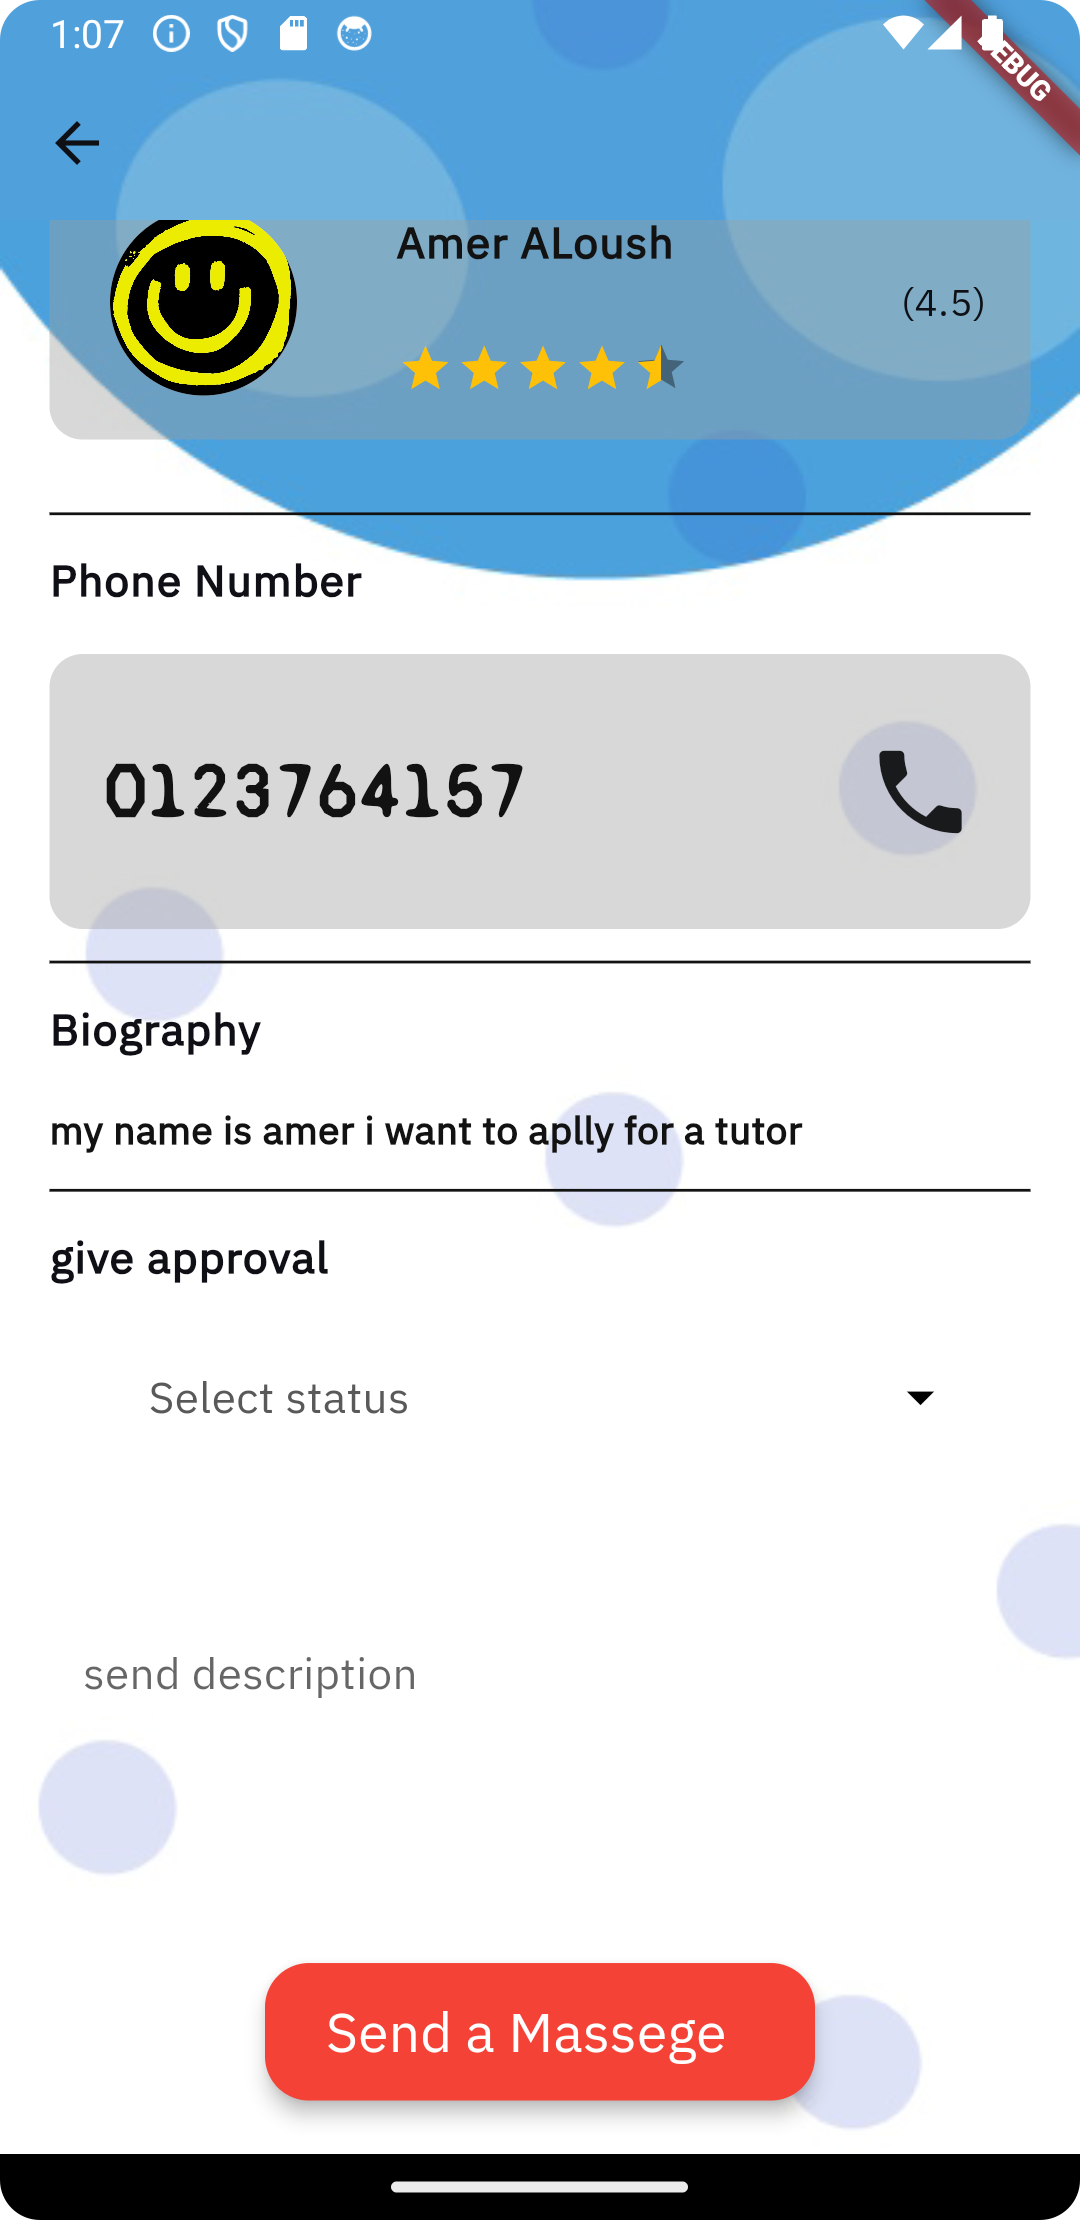 1:07
DEBUG
Amer ALoush
(4.5)
Phone Number
0123764157
Biography
my name is amer i want to aplly for a tutor
give approval
Select status
send description
Send a Massege